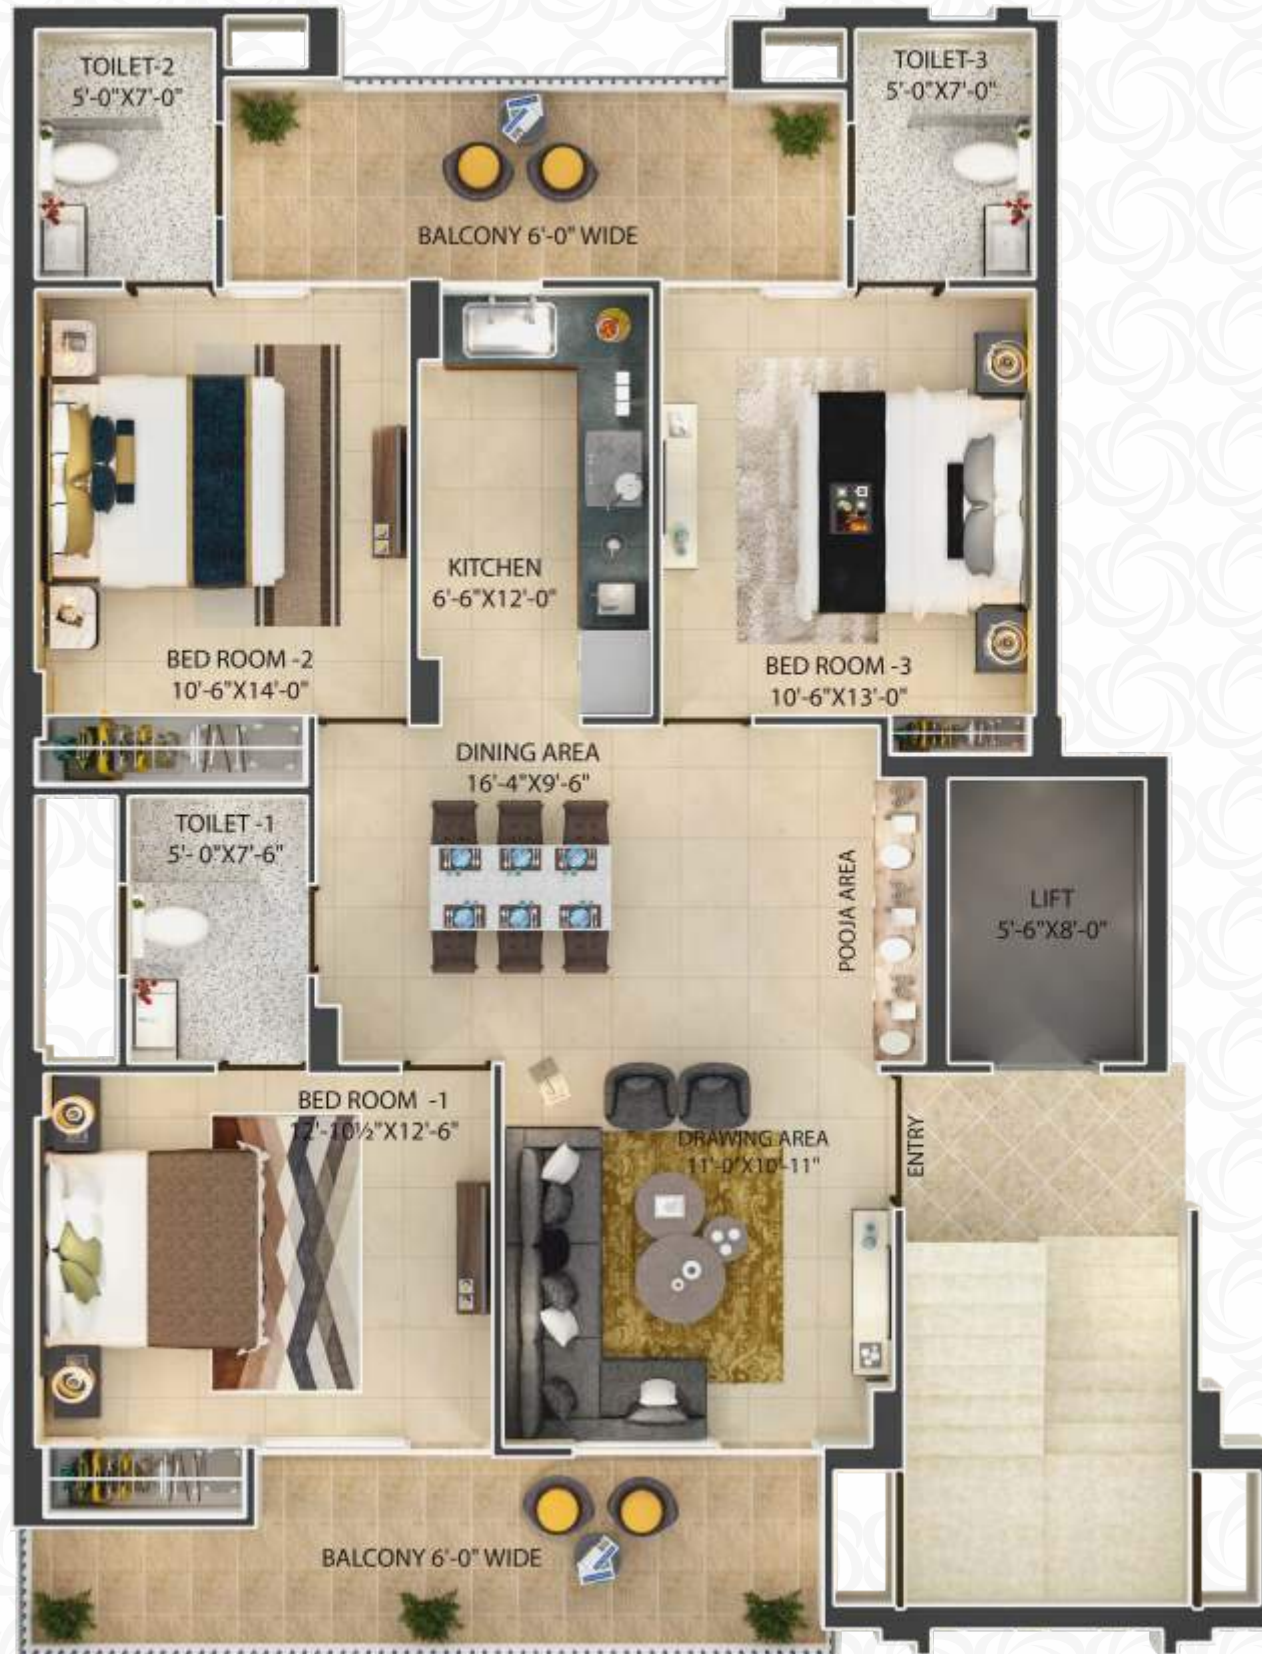 TOILET-2
5'-0"X7'-0"
TOILET-3
5'-0"X7'-0"
BALCONY 6'-0" WIDE
KITCHEN
6'-6"X12'-0"
BED ROOM -2
10'-6"X14'-0"
BED ROOM -3
10'-6"X13'-0"
DINING AREA
16'-4"X9'-6"
TOILET -1
5'- 0"X7'-6"
POOJA AREA
LIFT
5'-6"X8'-0"
BED ROOM -1
12'-10½"X12'-6"
DRAWING AREA
11'-0"X10'-11"
ENTRY
BALCONY 6'-0" WIDE